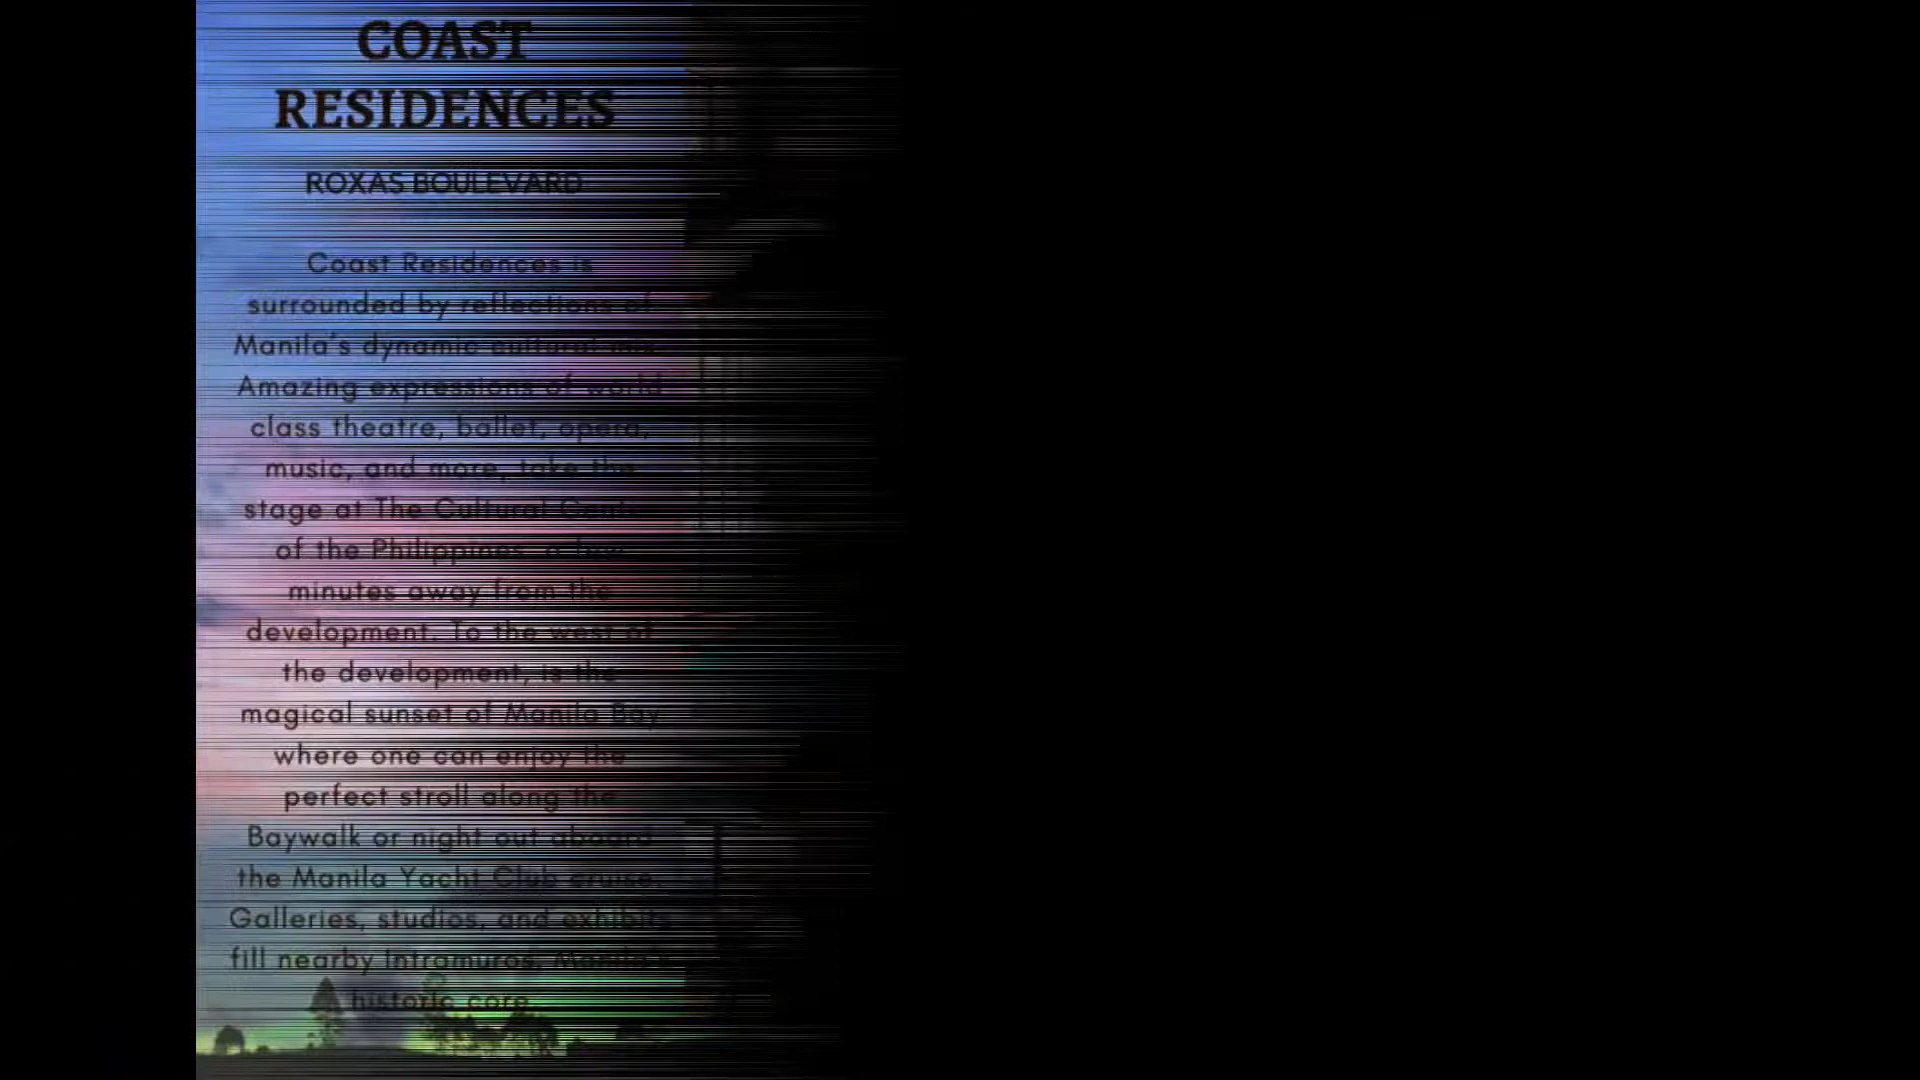 COAST
RESIDENCES
ROXAS BOULEVARD
Coast Residences is
surrounded by reflections of
Manila's dynamic cultural mix.
Amazing expressions of world
class theatre, ballet, opera,
music, and more, take the
stage at The Cultural Center
of the Philippines, a few
minutes away from the
development. To the west of
the development, is the
magical sunset of Manila Bay
where one can enjoy the
perfect stroll along the
Baywalk or night out aboard
the Manila Yacht Club cruise.
Galleries, studios, and exhibits
fill nearby Intramuros, Manila's
historic core.